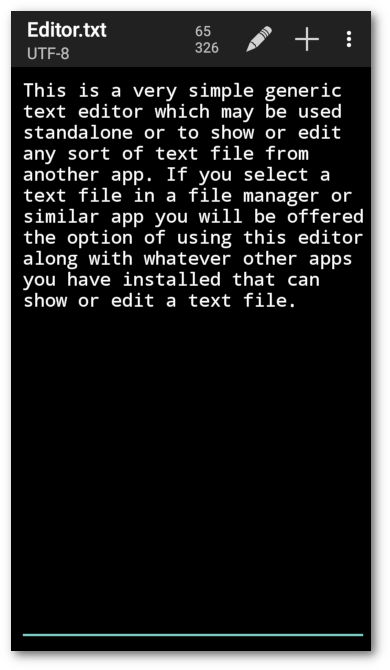 Editor.txt
65
UTF-8
326
This is a very simple generic
text editor which may be used
standalone or to show or edit
any sort of text file from
another app. If you select a
text file in a file manager or
similar app you will be offered
the option of using this editor
along with whatever other apps
you have installed that can
show or edit a text file.